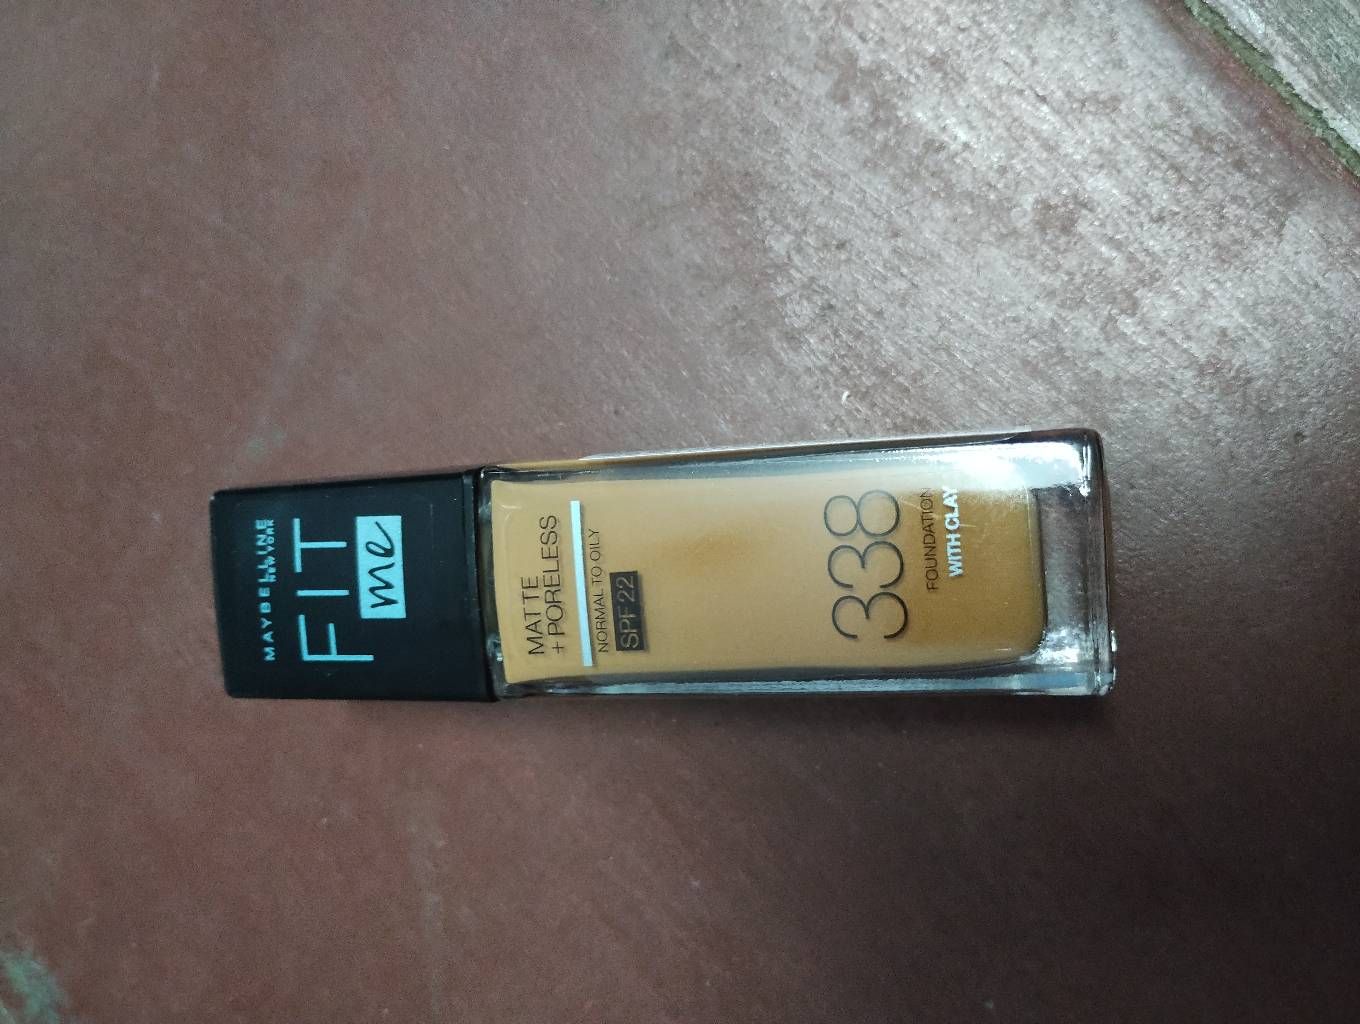 MAYBELLINE
NEW YORK
FIT
me
MATTE
+ PORELESS
NORMAL TO OILY
SPF 22
338
FOUNDATION
WITH CLAY